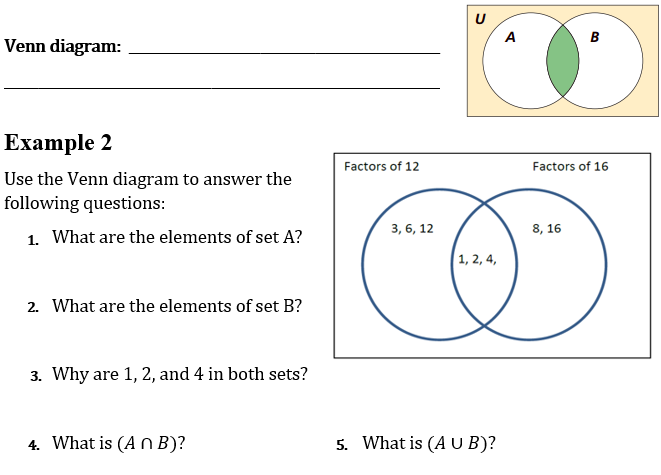 U
A
B
Venn diagram: ______________________________
______________________________
Example 2
Use the Venn diagram to answer the
following questions:
1. What are the elements of set A?
2. What are the elements of set B?
3. Why are 1, 2, and 4 in both sets?
4. What is (A ∩ B)?
5. What is (A ∪ B)?
Factors of 12
Factors of 16
3, 6, 12
8, 16
1, 2, 4,